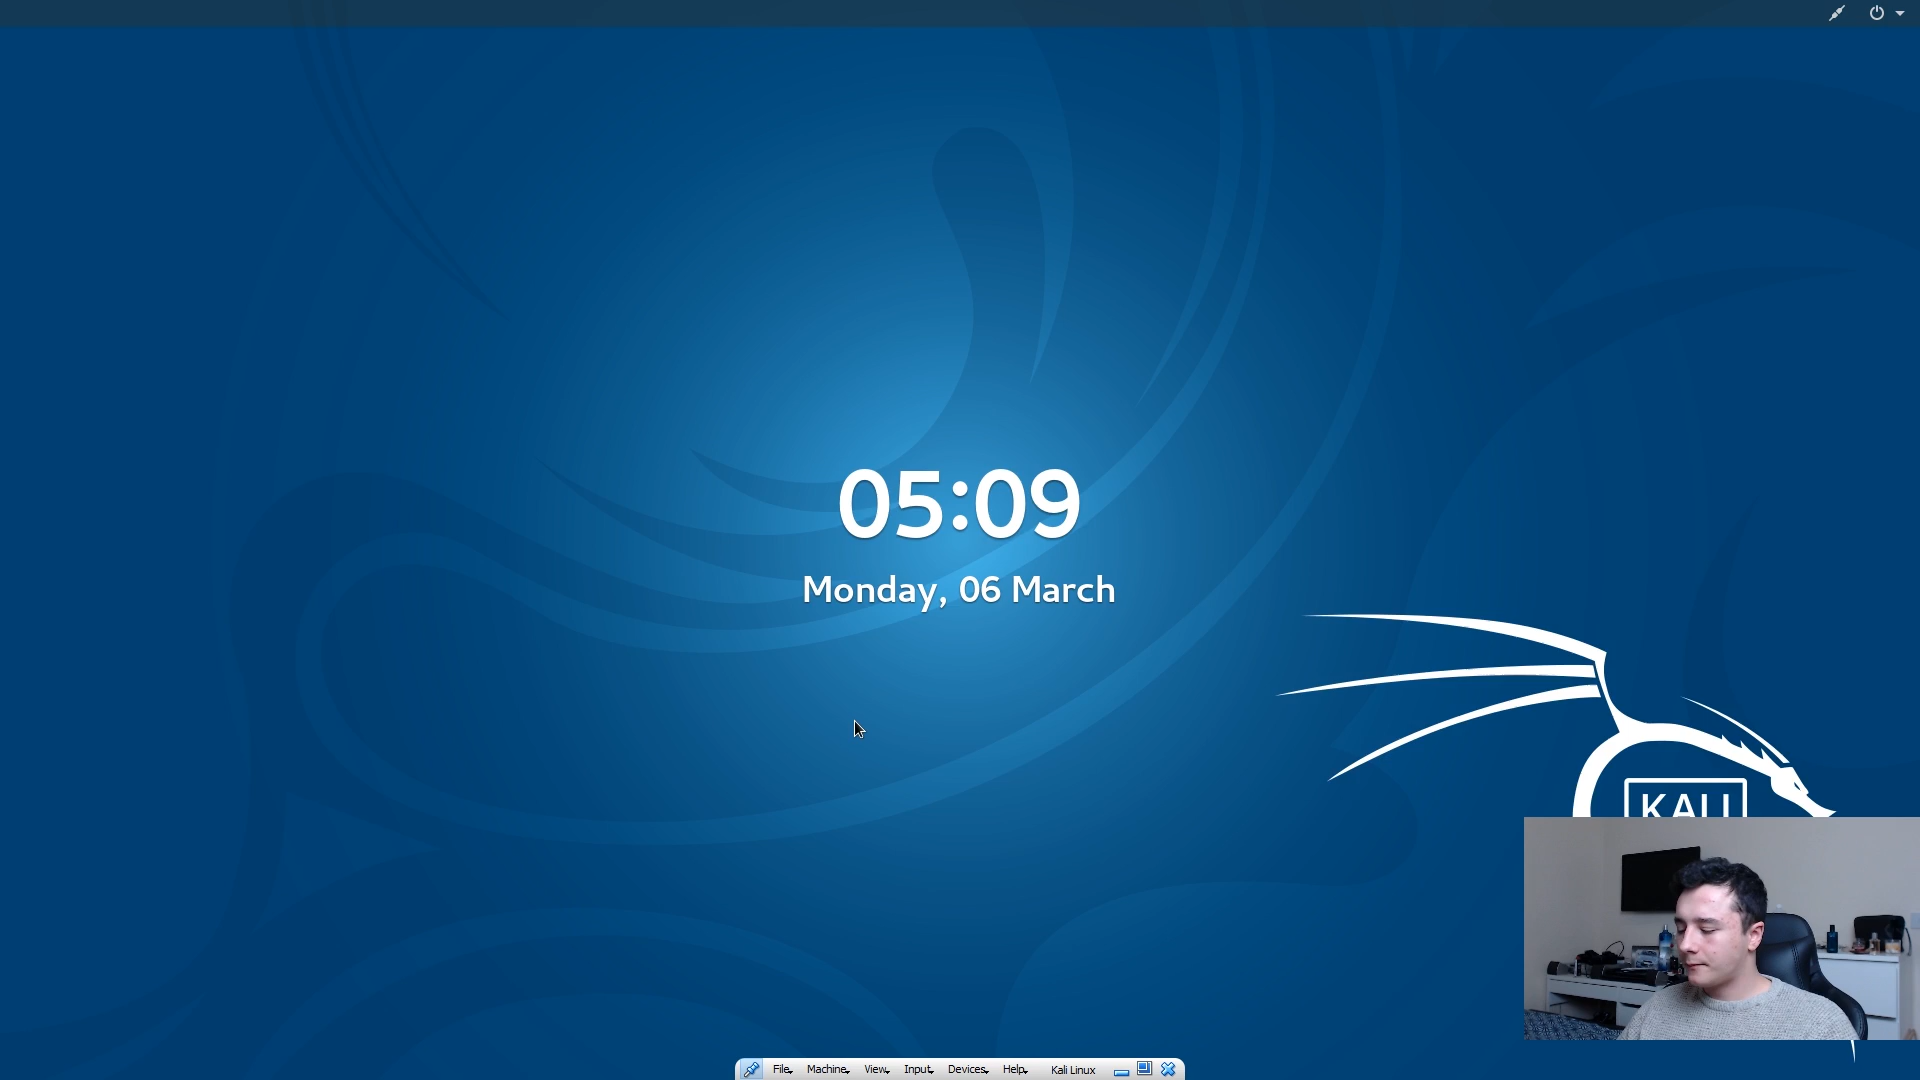 05:09
Monday, 06 March
KALI
File Machine View Input Devices Help Kali Linux